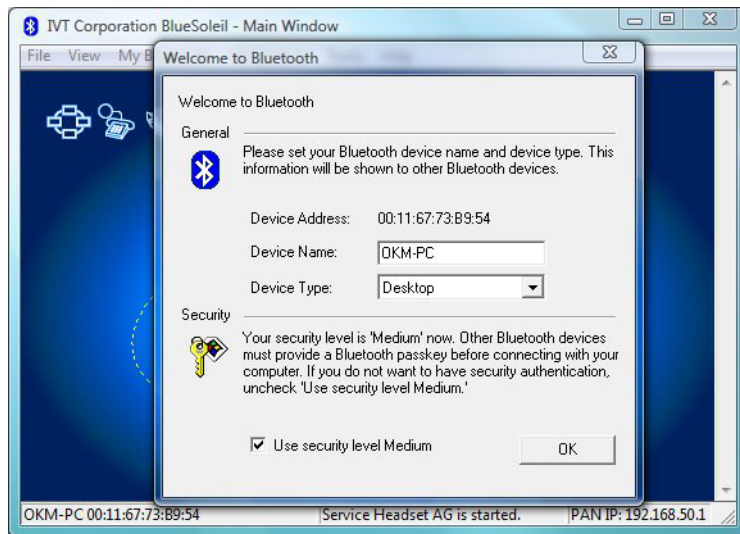 IVT Corporation BlueSoleil - Main Window
File View My B
Welcome to Bluetooth
Welcome to Bluetooth
General
Please set your Bluetooth device name and device type. This
information will be shown to other Bluetooth devices.
Device Address: 00:11:67:73:B9:54
Device Name: OKM-PC
Device Type: Desktop
Security
Your security level is 'Medium' now. Other Bluetooth devices
must provide a Bluetooth passkey before connecting with your
computer. If you do not want to have security authentication,
uncheck 'Use security level Medium.'
Use security level Medium
OK
OKM-PC 00:11:67:73:B9:54 Service Headset AG is started. PAN IP: 192.168.50.1